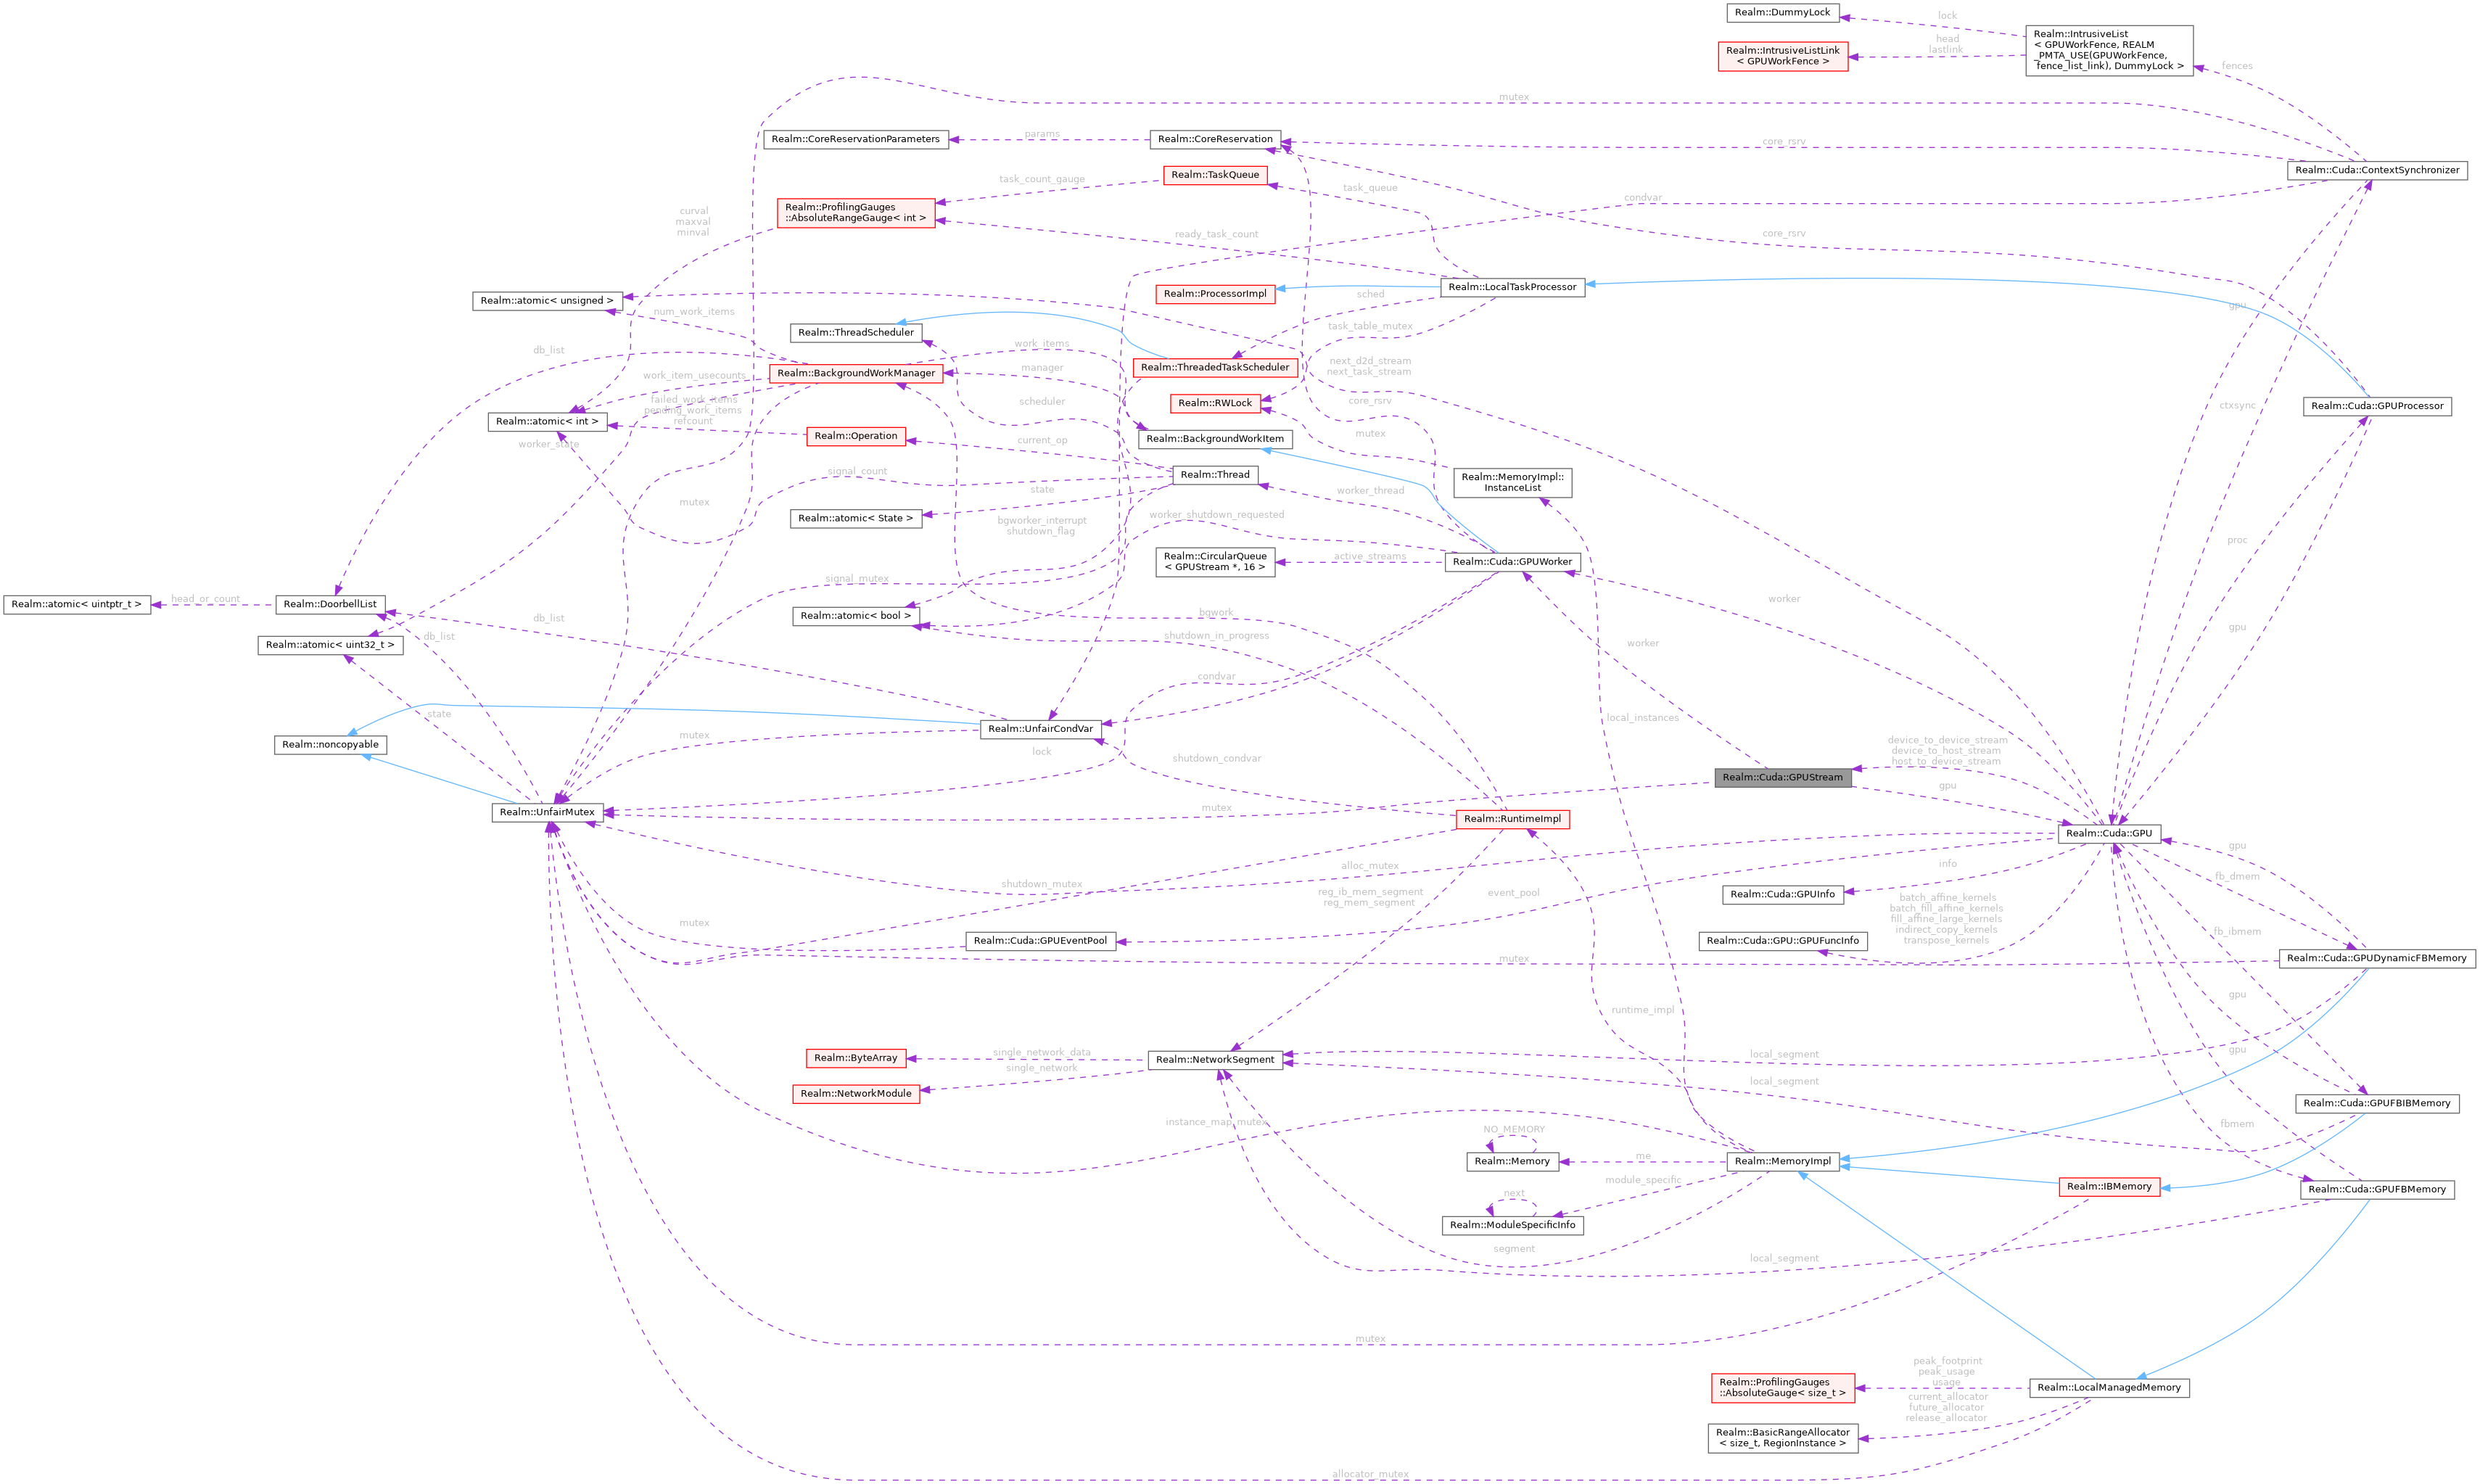 Realm::DummyLock
lock
Realm::IntrusiveList
< GPUWorkFence, REALM
_PMTA_USE(GPUWorkFence,
fence_list_link), DummyLock >
head
lastlink
Realm::IntrusiveListLink
< GPUWorkFence >
fences
mutex
Realm::CoreReservationParameters
params
Realm::CoreReservation
core_rsrv
Realm::Cuda::ContextSynchronizer
Realm::TaskQueue
task_count_gauge
task_queue
condvar
Realm::ProfilingGauges
::AbsoluteRangeGauge< int >
curval
maxval
minval
ready_task_count
core_rsrv
Realm::LocalTaskProcessor
Realm::ProcessorImpl
sched
Realm::atomic< unsigned >
num_work_items
gpu
Realm::ThreadScheduler
task_table_mutex
work_items
db_list
next_d2d_stream
next_task_stream
Realm::ThreadedTaskScheduler
manager
Realm::BackgroundWorkManager
work_item_usecounts
failed_work_items
pending_work_items
refcount
scheduler
core_rsrv
Realm::RWLock
ctxsync
Realm::Cuda::GPUProcessor
Realm::atomic< int >
worker_state
Realm::Operation
current_op
mutex
Realm::BackgroundWorkItem
signal_count
Realm::Thread
Realm::MemoryImpl::
InstanceList
worker_thread
state
mutex
Realm::atomic< State >
bgworker_interrupt
shutdown_flag
worker_shutdown_requested
proc
Realm::CircularQueue
< GPUStream *, 16 >
active_streams
Realm::Cuda::GPUWorker
signal_mutex
Realm::atomic< uintptr_t >
head_or_count
Realm::DoorbellList
db_list
Realm::atomic< bool >
bgwork
worker
gpu
db_list
Realm::atomic< uint32_t >
shutdown_in_progress
worker
condvar
state
local_instances
Realm::noncopyable
mutex
Realm::UnfairCondVar
lock
shutdown_condvar
device_to_device_stream
device_to_host_stream
host_to_device_stream
Realm::Cuda::GPUStream
gpu
Realm::UnfairMutex
mutex
Realm::RuntimeImpl
Realm::Cuda::GPU
alloc_mutex
gpu
info
fb_dmem
shutdown_mutex
reg_ib_mem_segment
reg_mem_segment
event_pool
Realm::Cuda::GPUInfo
batch_affine_kernels
batch_fill_affine_kernels
fill_affine_large_kernels
indirect_copy_kernels
transpose_kernels
mutex
Realm::Cuda::GPUEventPool
Realm::Cuda::GPU::GPUFuncInfo
fb_ibmem
mutex
Realm::Cuda::GPUDynamicFBMemory
gpu
runtime_impl
Realm::ByteArray
single_network_data
Realm::NetworkSegment
local_segment
gpu
single_network
Realm::NetworkModule
local_segment
Realm::Cuda::GPUFBIBMemory
instance_map_mutex
NO_MEMORY
fbmem
Realm::Memory
me
Realm::MemoryImpl
module_specific
next
Realm::IBMemory
Realm::Cuda::GPUFBMemory
Realm::ModuleSpecificInfo
segment
local_segment
mutex
peak_footprint
peak_usage
usage
Realm::ProfilingGauges
::AbsoluteGauge< size_t >
Realm::LocalManagedMemory
current_allocator
future_allocator
release_allocator
Realm::BasicRangeAllocator
< size_t, RegionInstance >
allocator_mutex